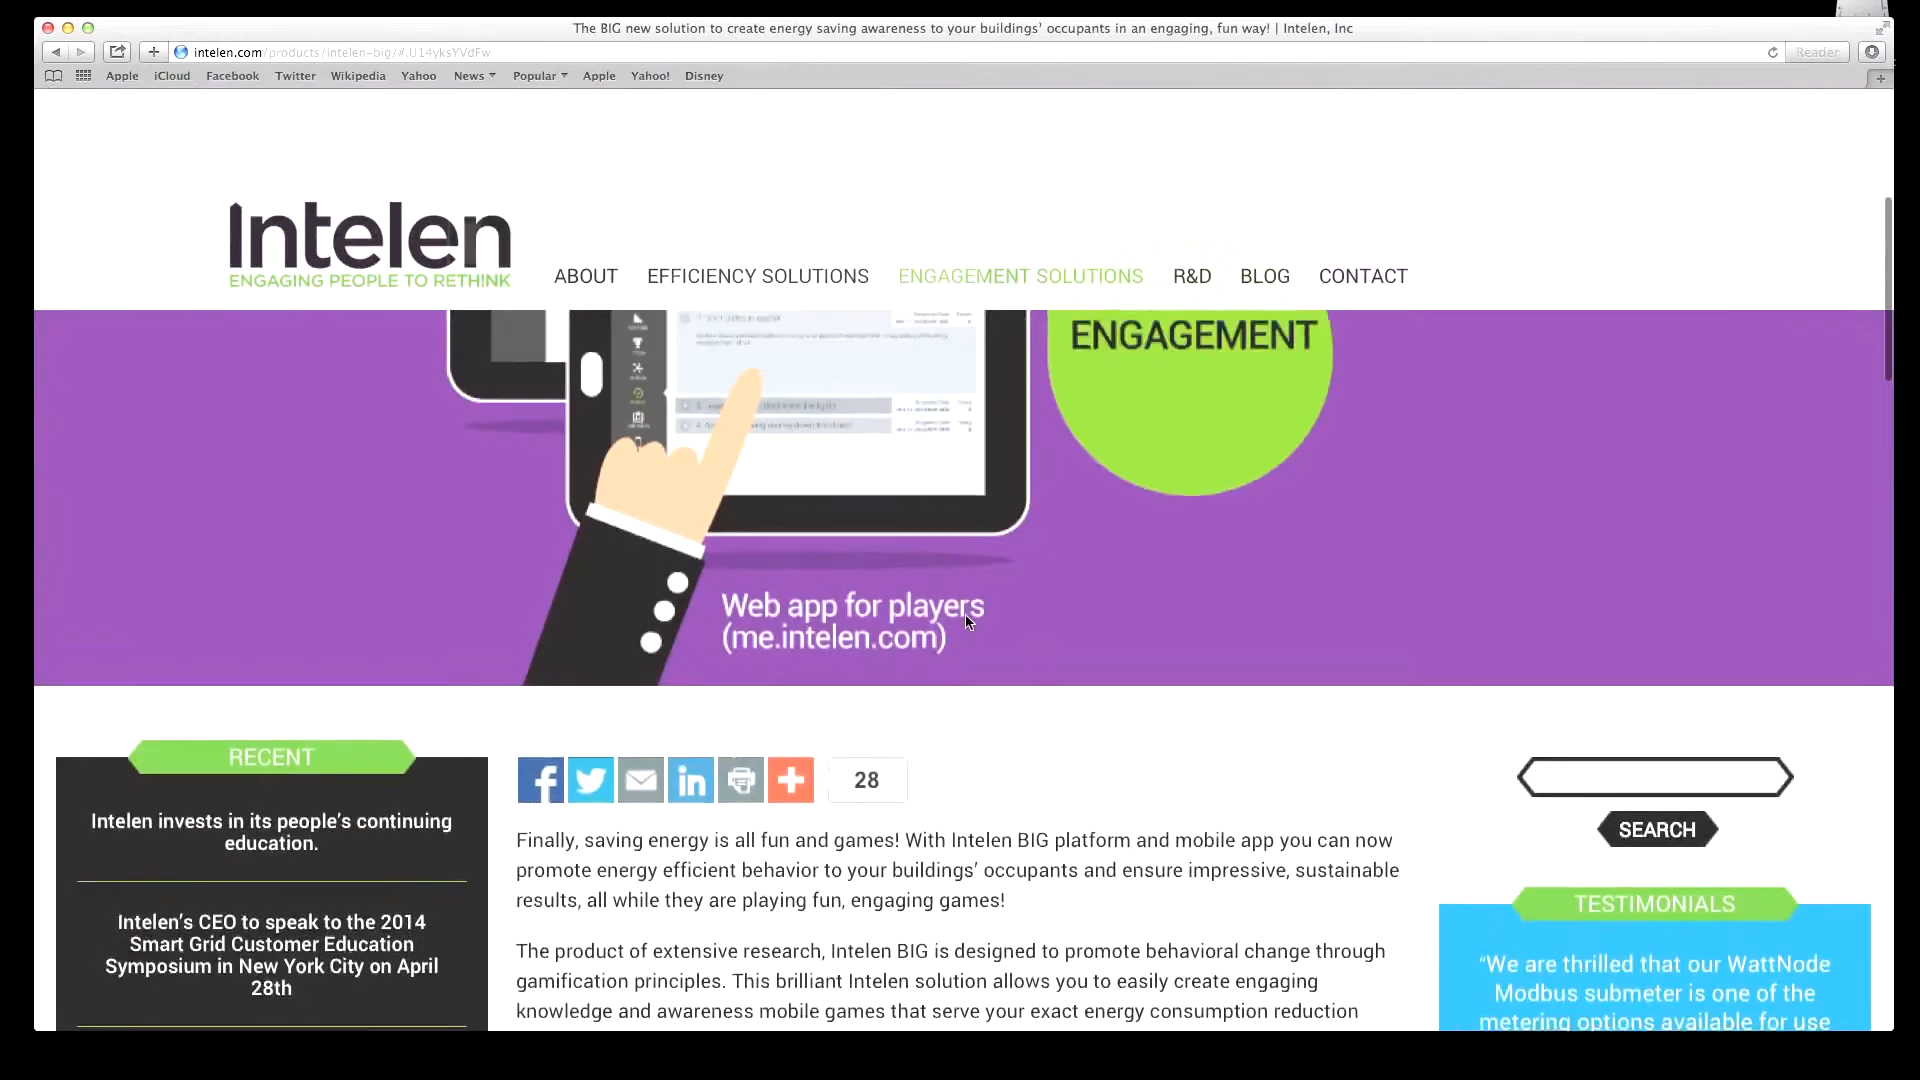 The BIG new solution to create energy saving awareness to your buildings' occupants in an engaging, fun way! | Intelen, Inc
intelen.com/products/intelen-big/#.U14yksYVdFw
Reader
Apple iCloud Facebook Twitter Wikipedia Yahoo News Popular Apple Yahoo! Disney
Intelen
ENGAGING PEOPLE TO RETH!NK
ABOUT EFFICIENCY SOLUTIONS ENGAGEMENT SOLUTIONS R&D BLOG CONTACT
ENGAGEMENT
Web app for players
(me.intelen.com)
RECENT
Intelen invests in its people's continuing
education.
Intelen's CEO to speak to the 2014
Smart Grid Customer Education
Symposium in New York City on April
28th
28
Finally, saving energy is all fun and games! With Intelen BIG platform and mobile app you can now
promote energy efficient behavior to your buildings' occupants and ensure impressive, sustainable
results, all while they are playing fun, engaging games!
The product of extensive research, Intelen BIG is designed to promote behavioral change through
gamification principles. This brilliant Intelen solution allows you to easily create engaging
knowledge and awareness mobile games that serve your exact energy consumption reduction
SEARCH
TESTIMONIALS
“We are thrilled that our WattNode
Modbus submeter is one of the
metering options available for use